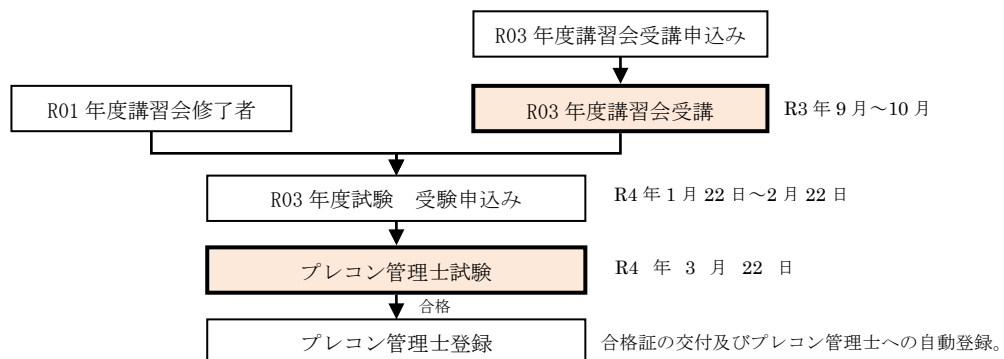 R03 年度講習会受講申込み
R01 年度講習会修了者
R03 年度講習会受講
R3 年 9 月～10 月
R03 年度試験　受験申込み
R4 年 1 月 22 日～2 月 22 日
プレコン管理士試験
R4 年 3 月 22 日
合格
プレコン管理士登録
合格証の交付及びプレコン管理士への自動登録。